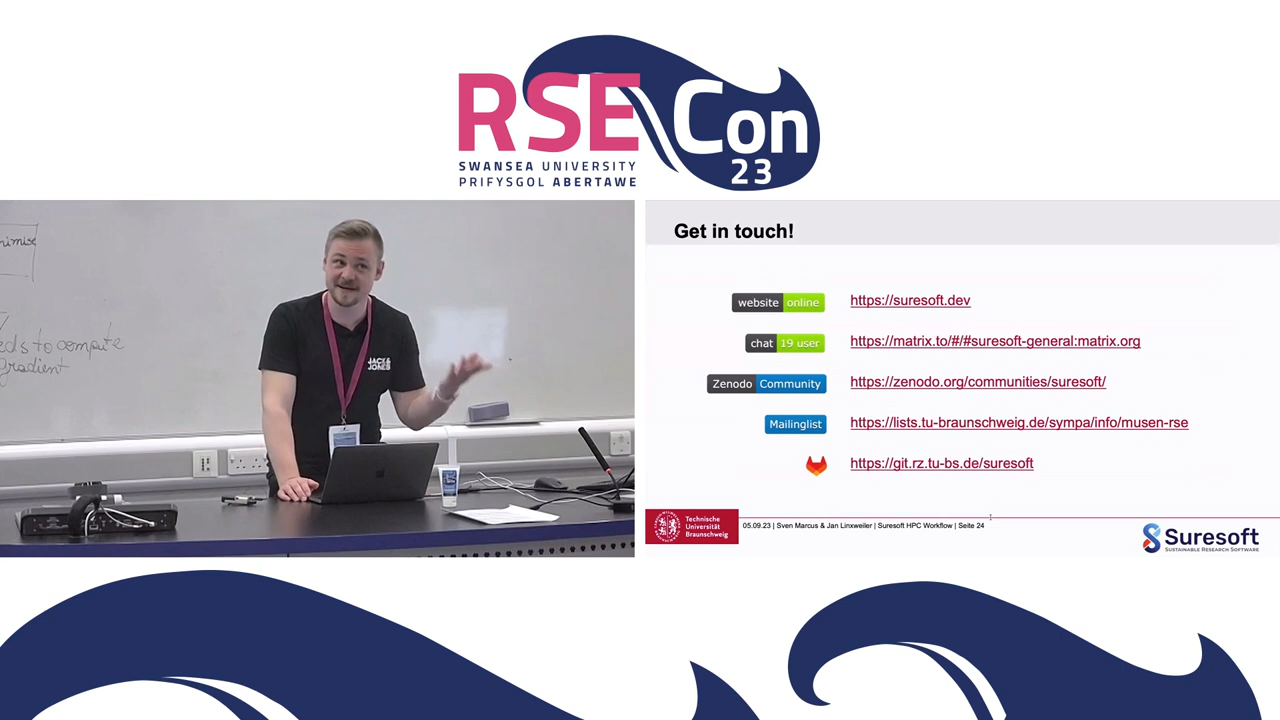 RSE Con
23
SWANSEA UNIVERSITY
PRIFYSGOL ABERTAWE
nimise
to compute
gradient
JACK&
JONES
Get in touch!
website online https://suresoft.dev
chat 19 user https://matrix.to/#/#suresoft-general:matrix.org
Zenodo Community https://zenodo.org/communities/suresoft/
Mailinglist https://lists.tu-braunschweig.de/sympa/info/musen-rse
https://git.rz.tu-bs.de/suresoft
Technische
Universität
Braunschweig
05.09.23 | Sven Marcus & Jan Linxweiler | Suresoft HPC Workflow | Seite 24
Suresoft
SUSTAINABLE RESEARCH SOFTWARE